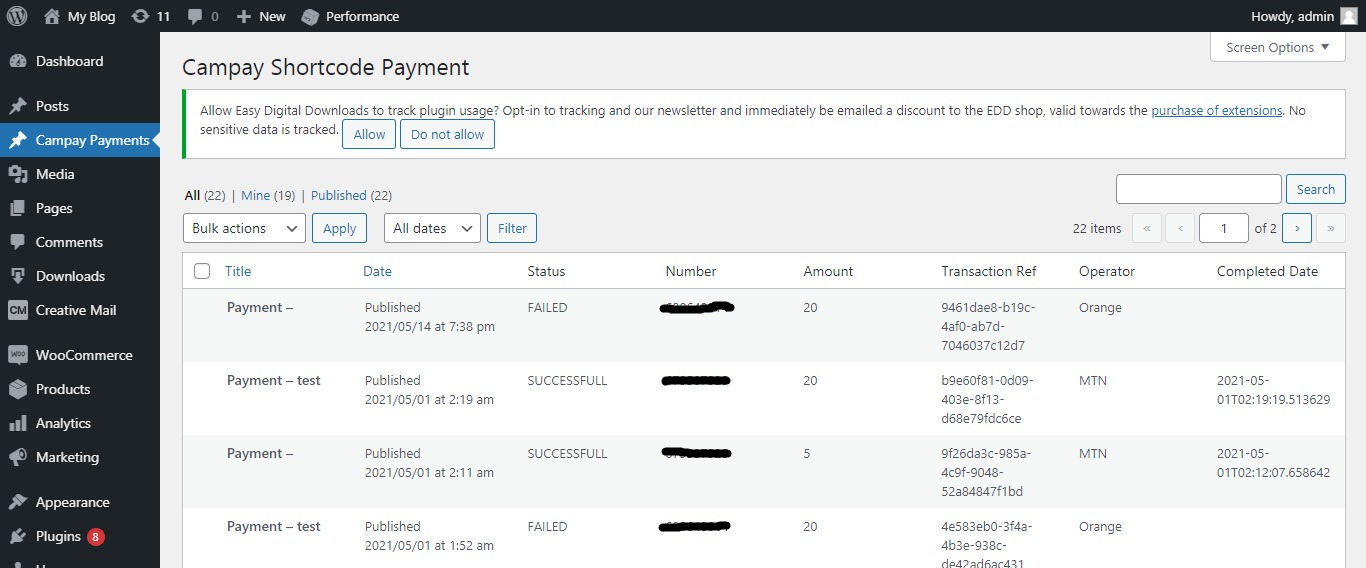 My Blog 11 0 New Performance Howdy, admin
Screen Options
Dashboard
Posts
Campay Payments
Media
Pages
Comments
Downloads
CM Creative Mail
Woo WooCommerce
Products
Analytics
Marketing
Appearance
Plugins 8
Campay Shortcode Payment
Allow Easy Digital Downloads to track plugin usage? Opt-in to tracking and our newsletter and immediately be emailed a discount to the EDD shop, valid towards the purchase of extensions. No
sensitive data is tracked. Allow Do not allow
All (22) | Mine (19) | Published (22)
Search
Bulk actions Apply All dates Filter
22 items « ‹ 1 of 2 › »
Title Date Status Number Amount Transaction Ref Operator Completed Date
Payment – Published FAILED 20 9461dae8-b19c- Orange
2021/05/14 at 7:38 pm 4af0-ab7d-
7046037c12d7
Payment – test Published SUCCESSFULL 20 b9e60f81-0d09- MTN 2021-05-
2021/05/01 at 2:19 am 403e-8f13- 01T02:19:19.513629
d68e79fdc6ce
Payment – Published SUCCESSFULL 5 9f26da3c-985a- MTN 2021-05-
2021/05/01 at 2:11 am 4c9f-9048- 01T02:12:07.658642
52a84847f1bd
Payment – test Published FAILED 20 4e583eb0-3f4a- Orange
2021/05/01 at 1:52 am 4b3e-938c-
de42ad6ac431